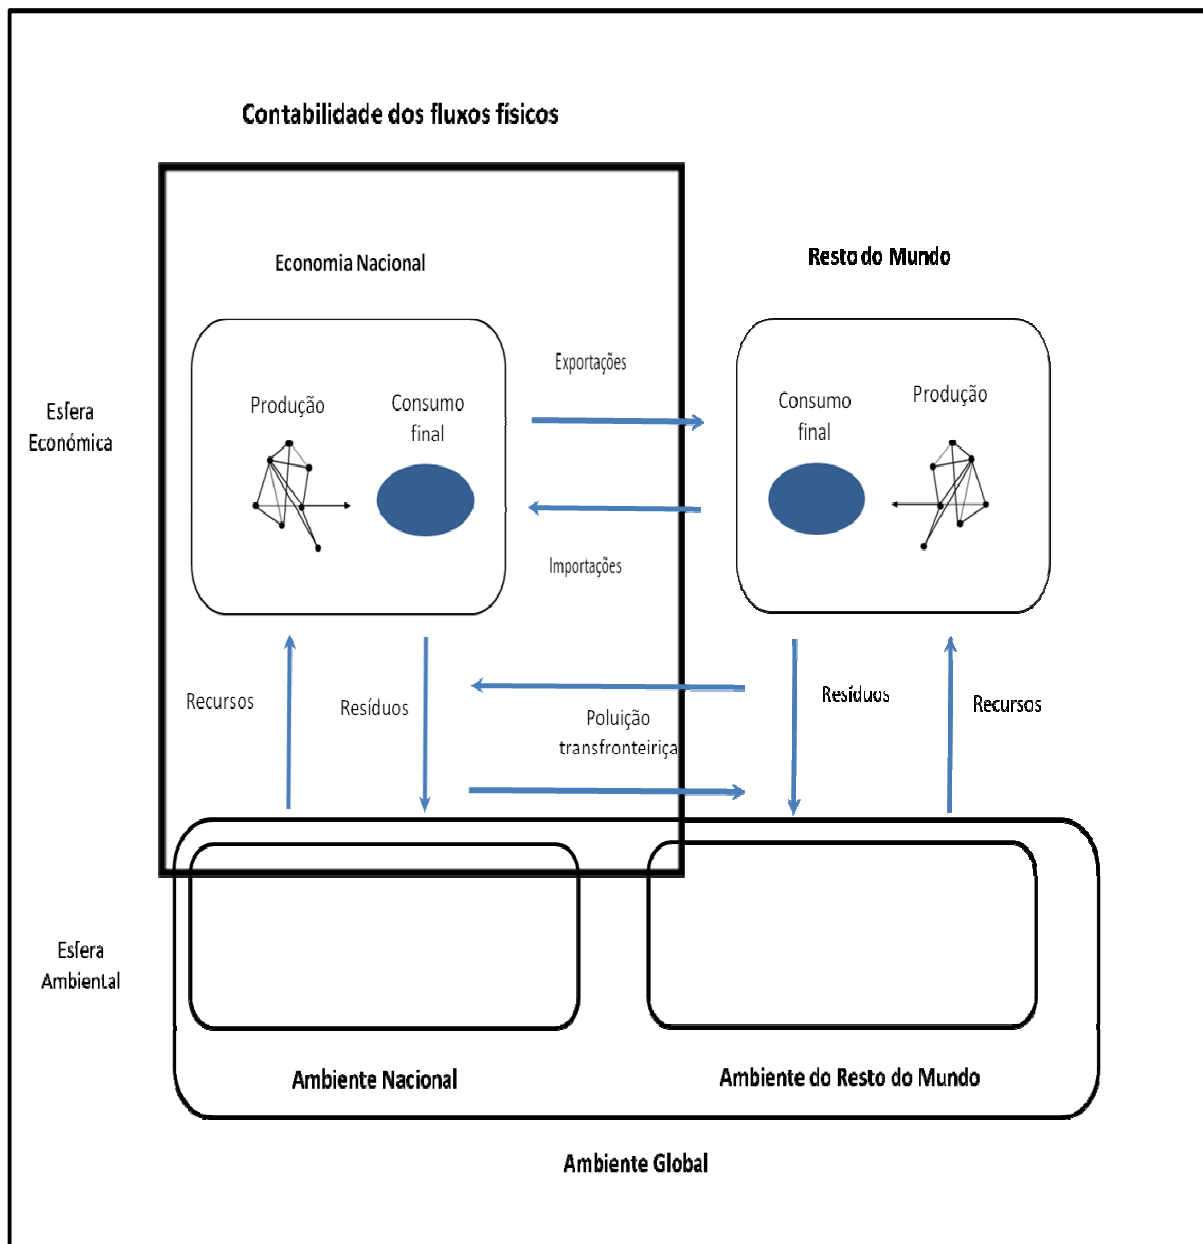 Contabilidade dos fluxos físicos
Economia Nacional
Resto do Mundo
Esfera
Económica
Produção
Consumo
final
Exportações
Importações
Consumo
final
Produção
Recursos
Resíduos
Poluição
transfronteiriça
Resíduos
Recursos
Esfera
Ambiental
Ambiente Nacional
Ambiente do Resto do Mundo
Ambiente Global